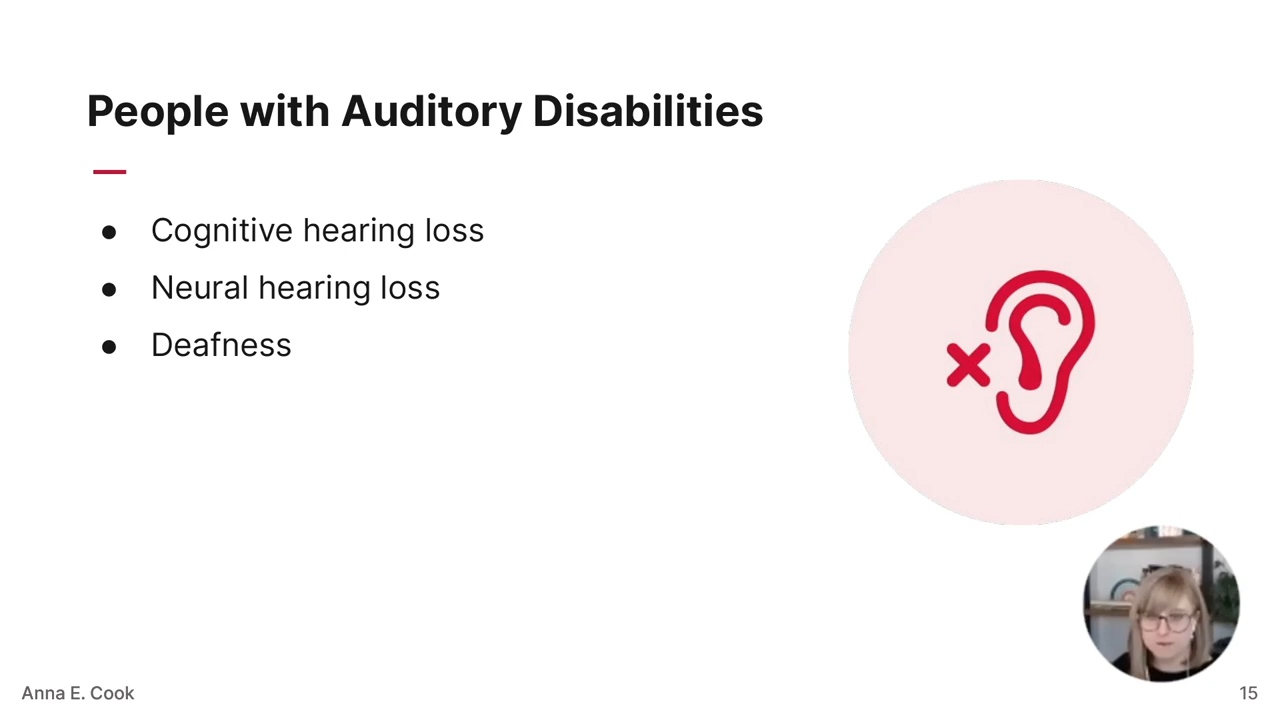 People with Auditory Disabilities
● Cognitive hearing loss
● Neural hearing loss
● Deafness
Anna E. Cook
15